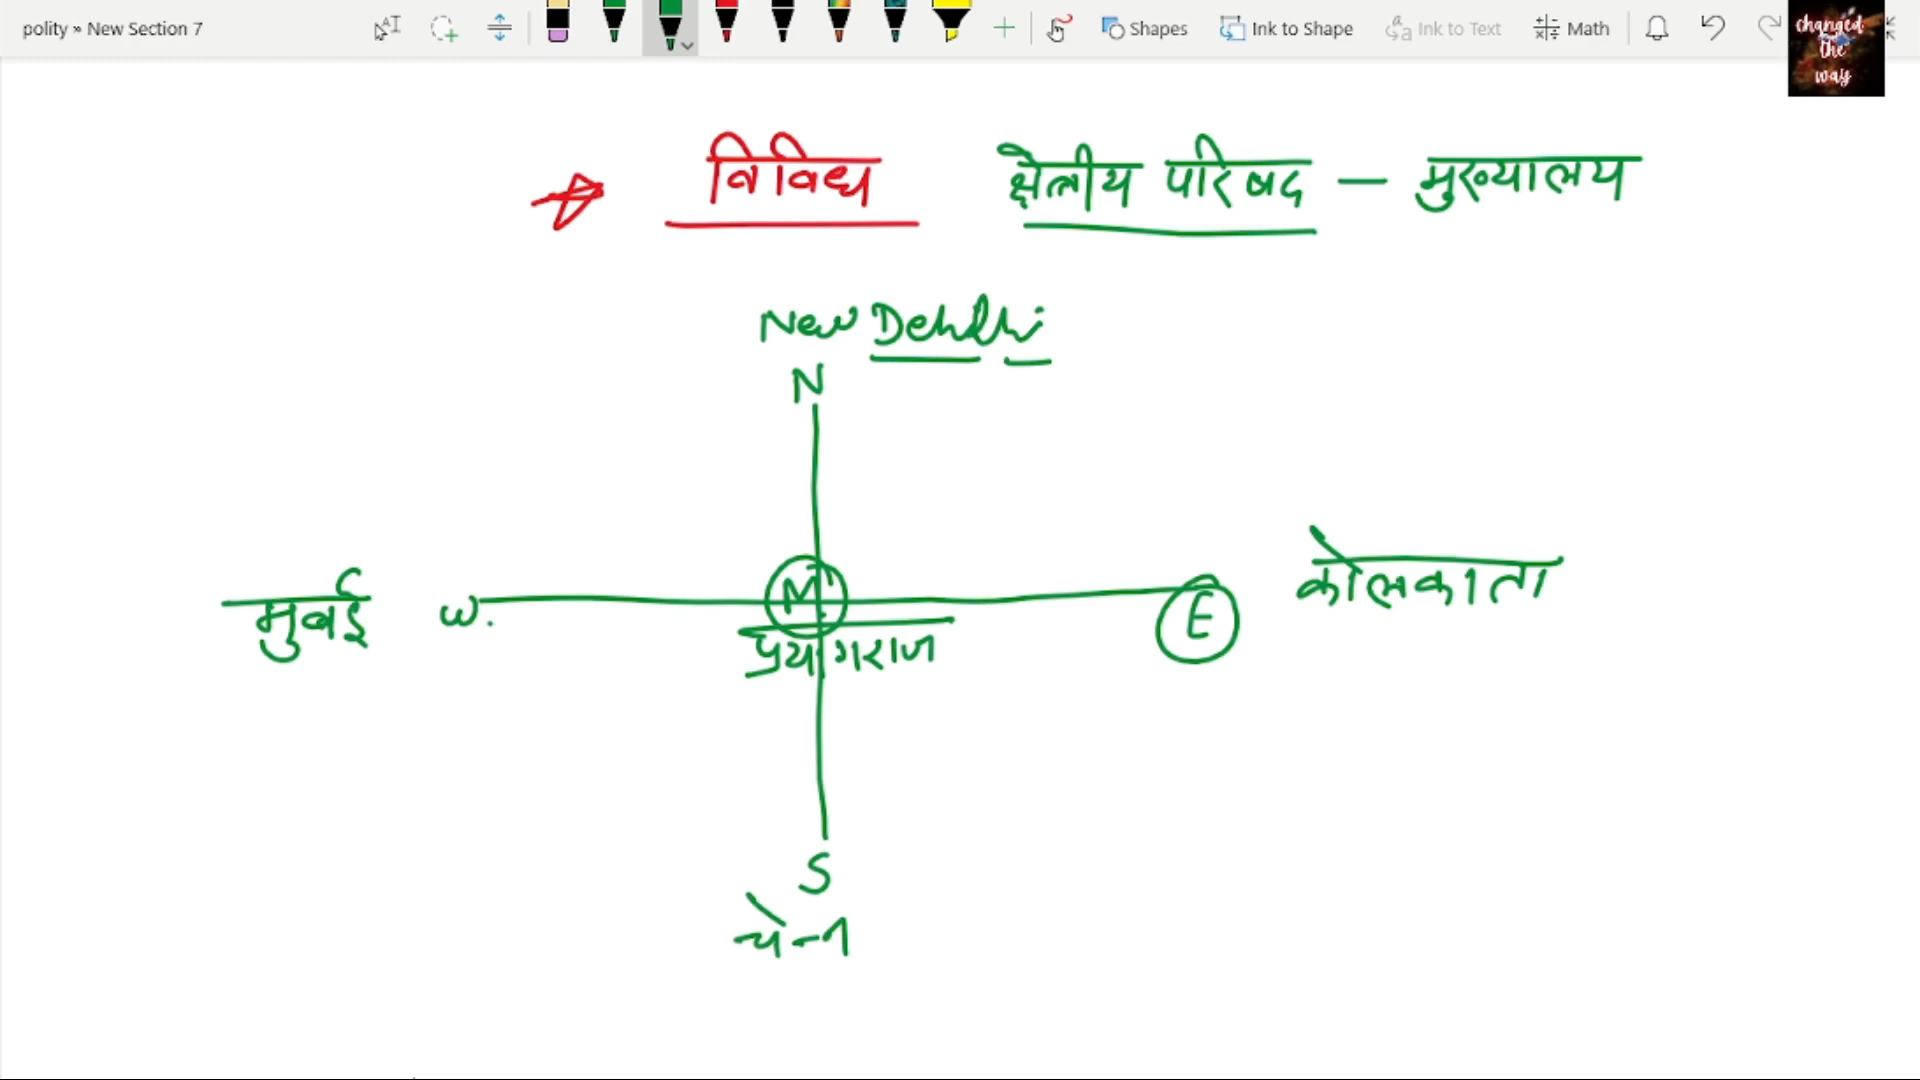 polity » New Section 7
Shapes Ink to Shape Ink to Text Math
changed
the
way
विविध क्षेत्रीय परिषद – मुख्यालय
New Dehdhi
N
मुबई W. M E कोलकाता
प्रयागराज
S
चेन्न